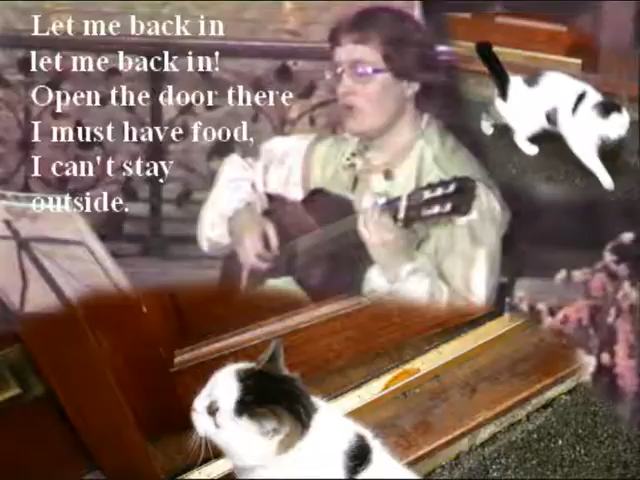 Let me back in
let me back in!
Open the door there
I must have food,
I can't stay
outside.